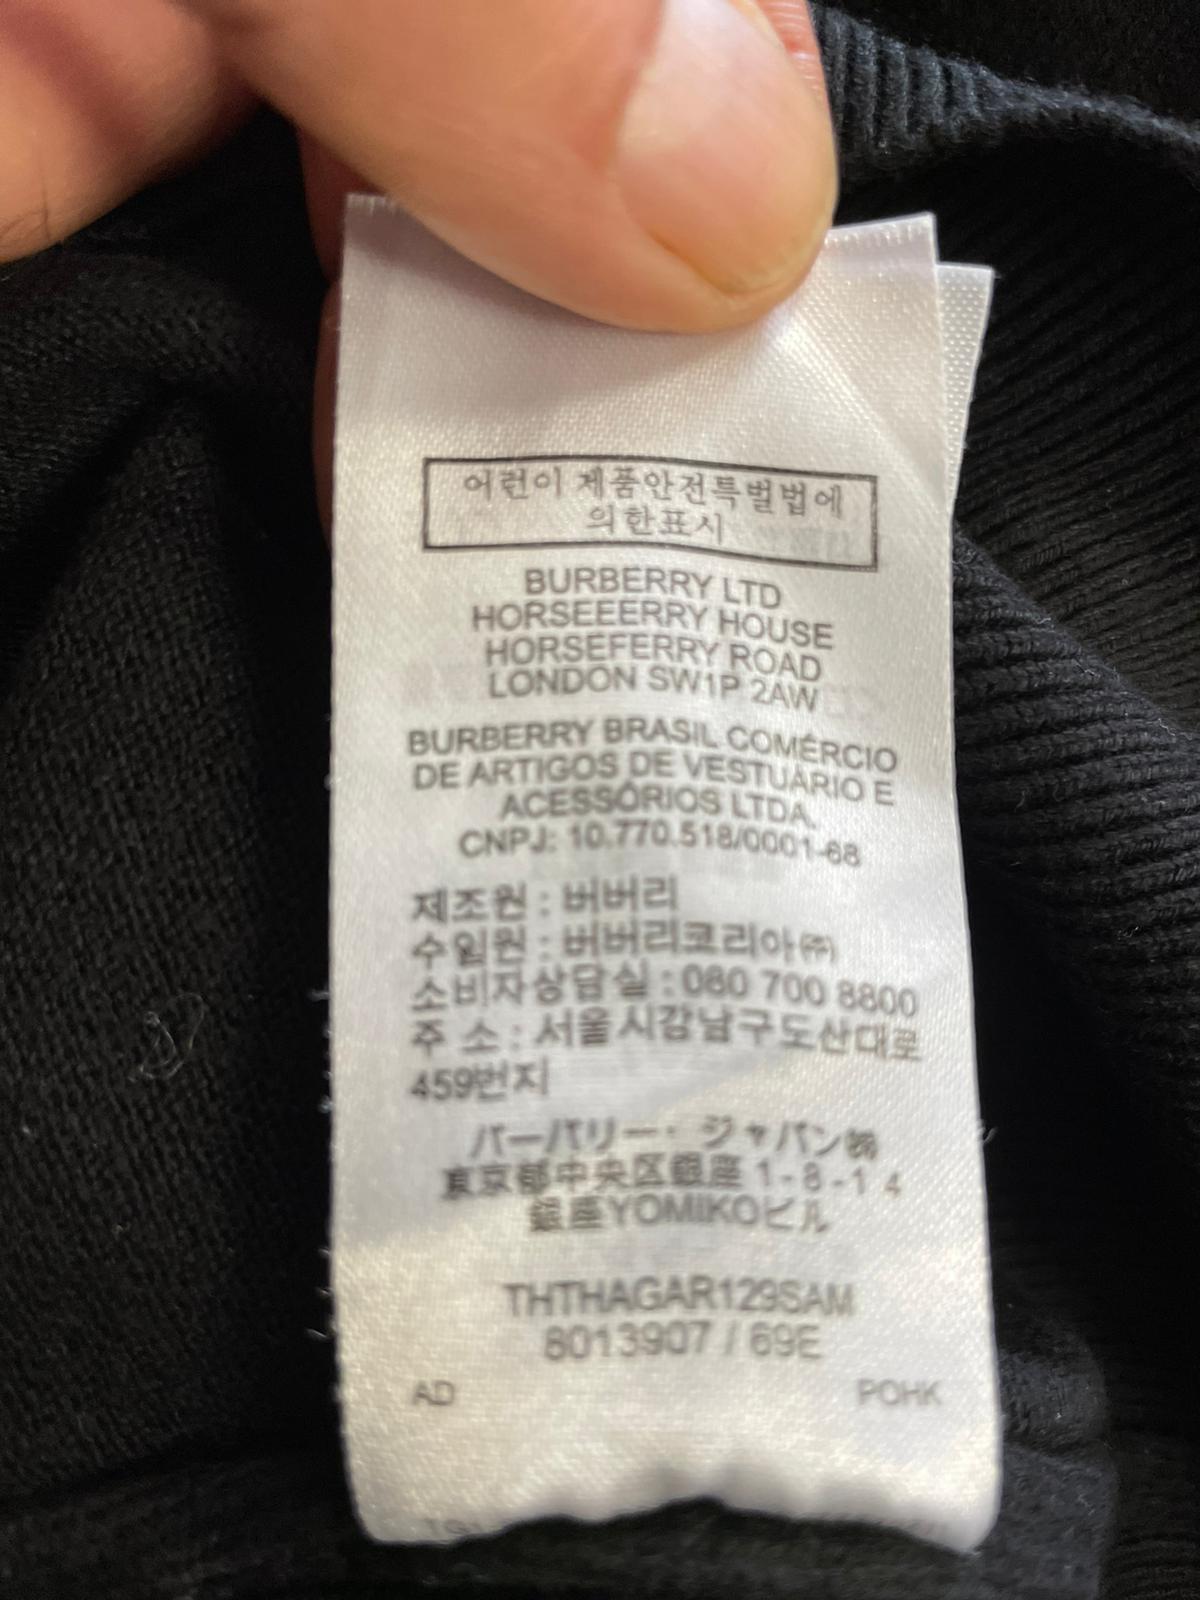 어린이 제품안전특별법에
의한표시
BURBERRY LTD
HORSEEERRY HOUSE
HORSEFERRY ROAD
LONDON SW1P 2AW
BURBERRY BRASIL COMÉRCIO
DE ARTIGOS DE VESTUÁRIO E
ACESSÓRIOS LTDA.
CNPJ: 10.770.518/0001-68
제조원 : 버버리
수입원 : 버버리코리아㈜
소비자상담실 : 080 700 8800
주 소 : 서울시강남구도산대로
459번지
バーバリー・ジャパン㈱
東京都中央区銀座 1-8-1 4
銀座YOMIKOビル
THTHAGAR129SAM
8013907 / 69E
AD POHK